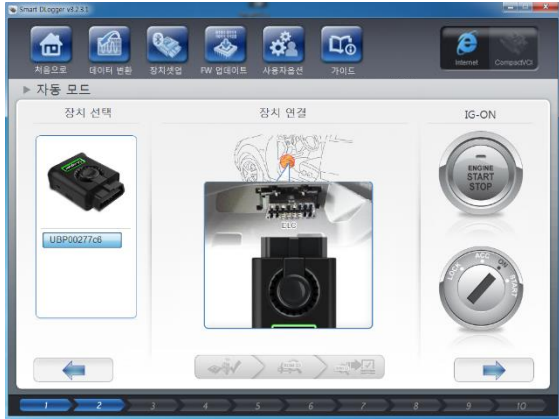 Smart DLogger v3.2.3.1
처음으로
데이터 변환
장치셋업
FW 업데이트
사용자옵션
가이드
Internet
CompactVCI
▶ 자동 모드
장치 선택
장치 연결
IG-ON
ENGINE
START
STOP
UBP00277c6
LOCK
ACC
ON
START
1
2
3
4
5
6
7
8
9
10